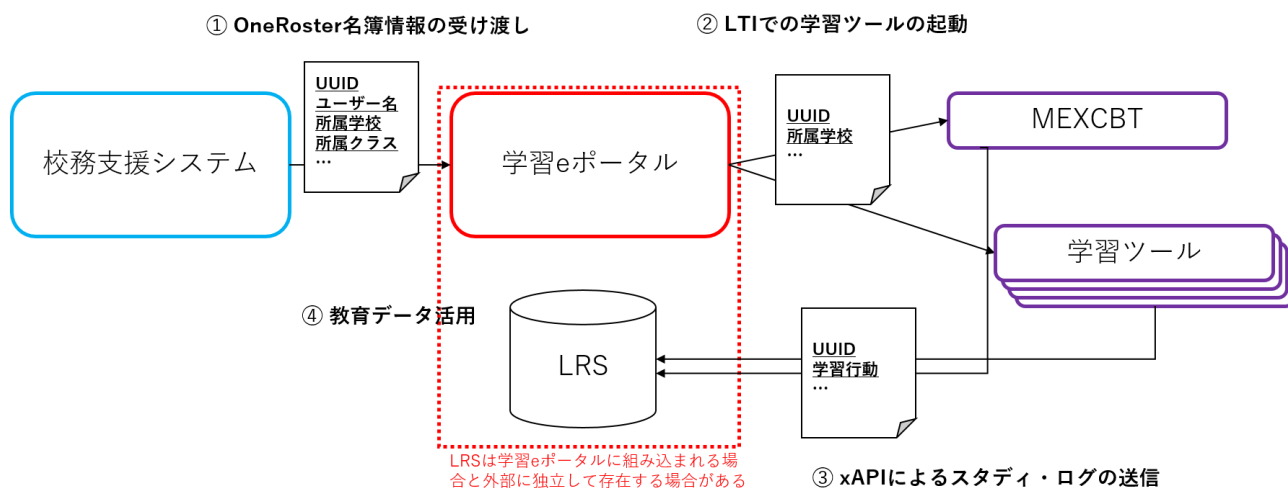 ① OneRoster名簿情報の受け渡し
② LTIでの学習ツールの起動
UUID
ユーザー名
所属学校
所属クラス
…
校務支援システム
学習eポータル
UUID
所属学校
…
MEXCBT
学習ツール
④ 教育データ活用
LRS
UUID
学習行動
…
LRSは学習eポータルに組み込まれる場
合と外部に独立して存在する場合がある
③ xAPIによるスタディ・ログの送信